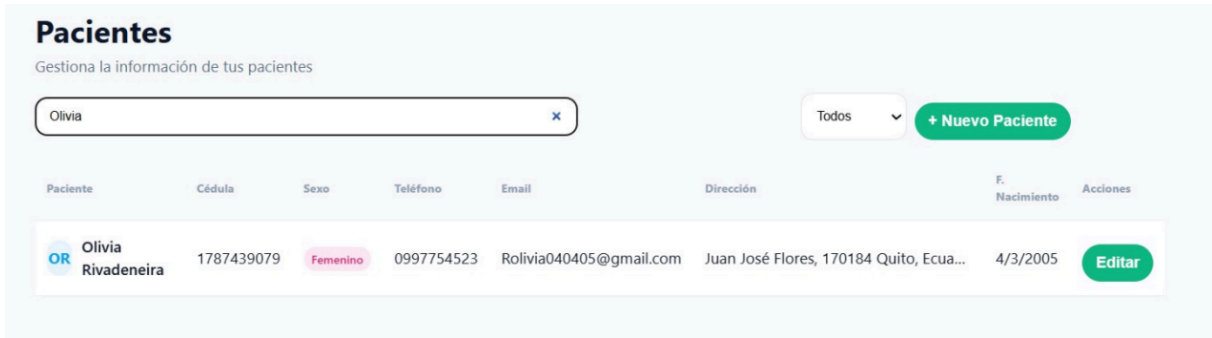 Pacientes
Gestiona la información de tus pacientes
Olivia ×
Todos
+ Nuevo Paciente
Paciente Cédula Sexo Teléfono Email Dirección F. Nacimiento Acciones
OR Olivia Rivadeneira 1787439079 Femenino 0997754523 Rolivia040405@gmail.com Juan José Flores, 170184 Quito, Ecua... 4/3/2005 Editar